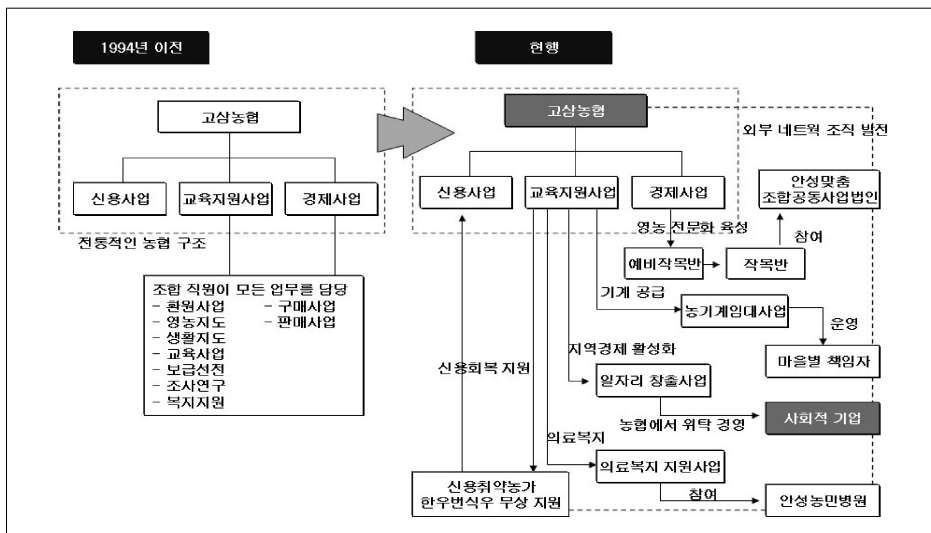 1994년 이전
현행
고삼농협
신용사업
교육지원사업
경제사업
전통적인 농협 구조
조합 직원이 모든 업무를 담당
- 환원사업
- 영농지도
- 생활지도
- 교육사업
- 보급선전
- 조사연구
- 복지지원
- 구매사업
- 판매사업
고삼농협
외부 네트웍 조직 발전
신용사업
교육지원사업
경제사업
안성맞춤
조합공동사업법인
영농 전문화 육성
참여
예비작목반
작목반
기계 공급
농기계임대사업
운영
지역경제 활성화
마을별 책임자
신용회복 지원
일자리 창출사업
농협에서 위탁 경영
사회적 기업
의료복지
의료복지 지원사업
참여
안성농민병원
신용취약농가
한우번식우 무상 지원